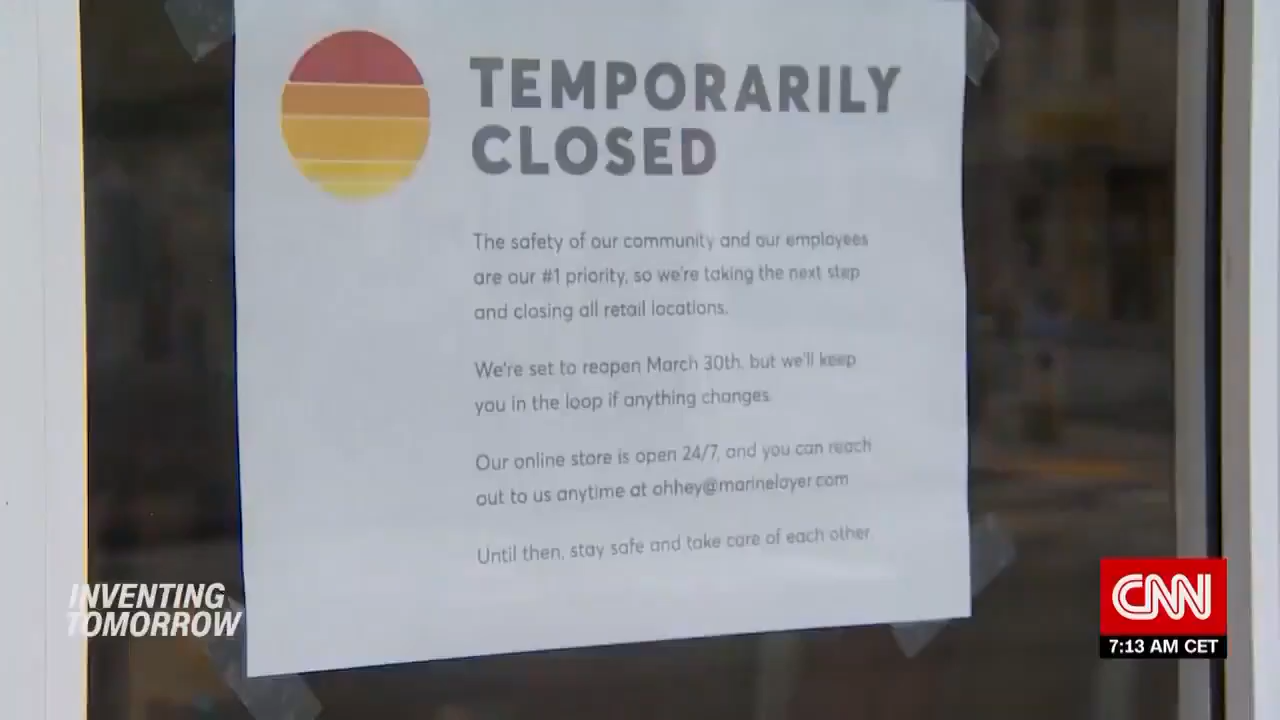 TEMPORARILY
CLOSED
The safety of our community and our employees
are our #1 priority, so we're taking the next step
and closing all retail locations.
We're set to reopen March 30th, but we'll keep
you in the loop if anything changes.
Our online store is open 24/7, and you can reach
out to us anytime at ohhey@marinelayer.com
Until then, stay safe and take care of each other
INVENTING
TOMORROW
CNN
7:13 AM CET